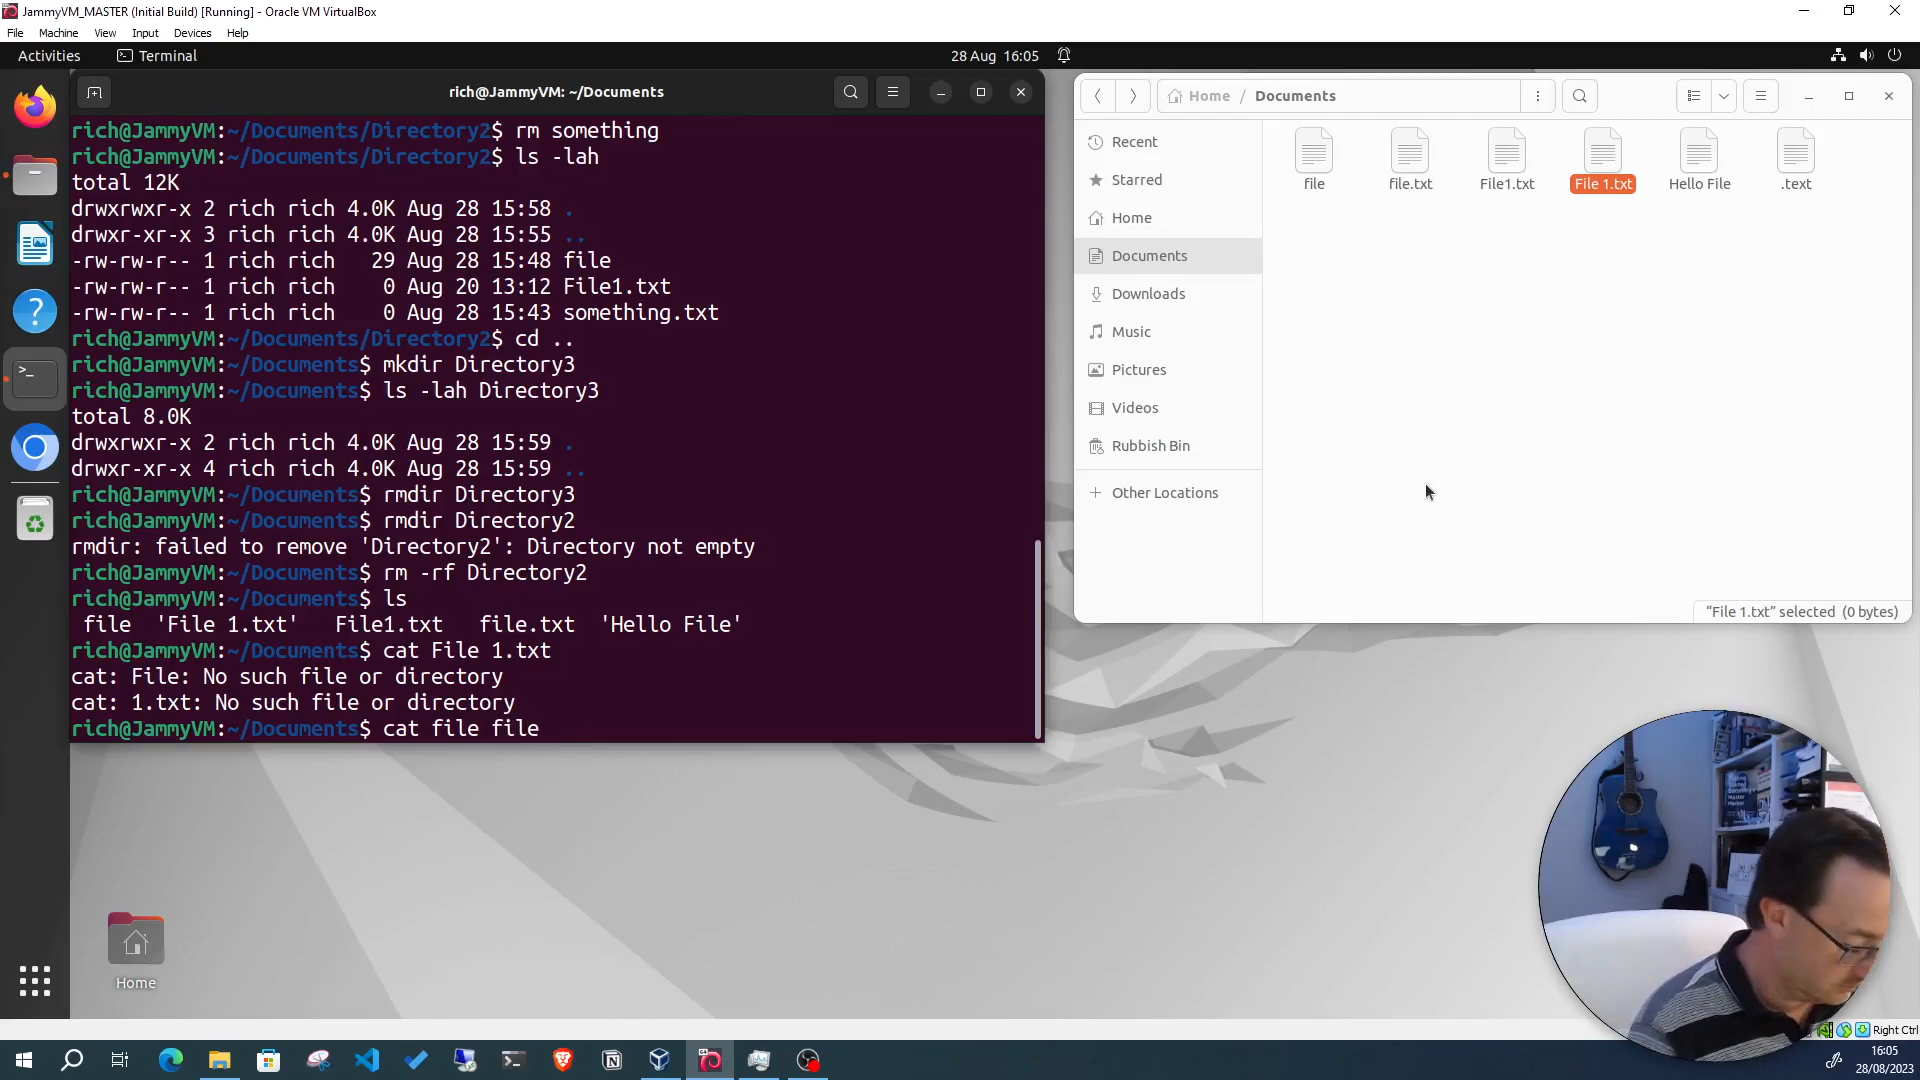 JammyVM_MASTER (Initial Build) [Running] - Oracle VM VirtualBox
File Machine View Input Devices Help
Activities Terminal 28 Aug 16:05
rich@JammyVM: ~/Documents
rich@JammyVM:~/Documents/Directory2$ rm something
rich@JammyVM:~/Documents/Directory2$ ls -lah
total 12K
drwxrwxr-x 2 rich rich 4.0K Aug 28 15:58 .
drwxr-xr-x 3 rich rich 4.0K Aug 28 15:55 ..
-rw-rw-r-- 1 rich rich 29 Aug 28 15:48 file
-rw-rw-r-- 1 rich rich 0 Aug 20 13:12 File1.txt
-rw-rw-r-- 1 rich rich 0 Aug 28 15:43 something.txt
rich@JammyVM:~/Documents/Directory2$ cd ..
rich@JammyVM:~/Documents$ mkdir Directory3
rich@JammyVM:~/Documents$ ls -lah Directory3
total 8.0K
drwxrwxr-x 2 rich rich 4.0K Aug 28 15:59 .
drwxr-xr-x 4 rich rich 4.0K Aug 28 15:59 ..
rich@JammyVM:~/Documents$ rmdir Directory3
rich@JammyVM:~/Documents$ rmdir Directory2
rmdir: failed to remove 'Directory2': Directory not empty
rich@JammyVM:~/Documents$ rm -rf Directory2
rich@JammyVM:~/Documents$ ls
file 'File 1.txt' File1.txt file.txt 'Hello File'
rich@JammyVM:~/Documents$ cat File 1.txt
cat: File: No such file or directory
cat: 1.txt: No such file or directory
rich@JammyVM:~/Documents$ cat file file
Home / Documents
Recent
Starred
Home
Documents
Downloads
Music
Pictures
Videos
Rubbish Bin
+ Other Locations
file file.txt File1.txt File 1.txt Hello File .text
"File 1.txt" selected (0 bytes)
Home
Right Ctrl
16:05
28/08/2023